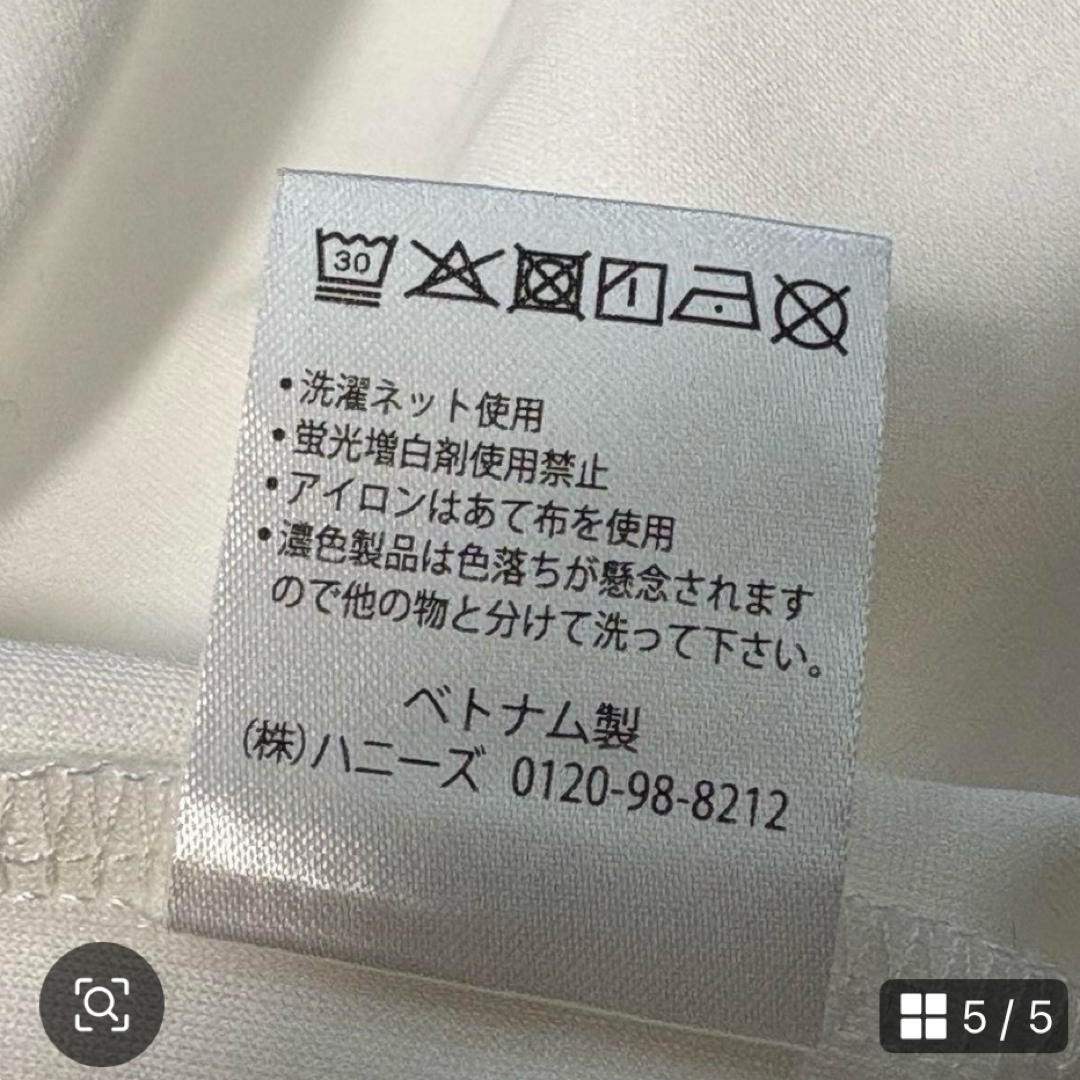 30
・洗濯ネット使用
・蛍光増白剤使用禁止
・アイロンはあて布を使用
・濃色製品は色落ちが懸念されます
ので他の物と分けて洗って下さい。
ベトナム製
(株)ハニーズ 0120-98-8212
5 / 5